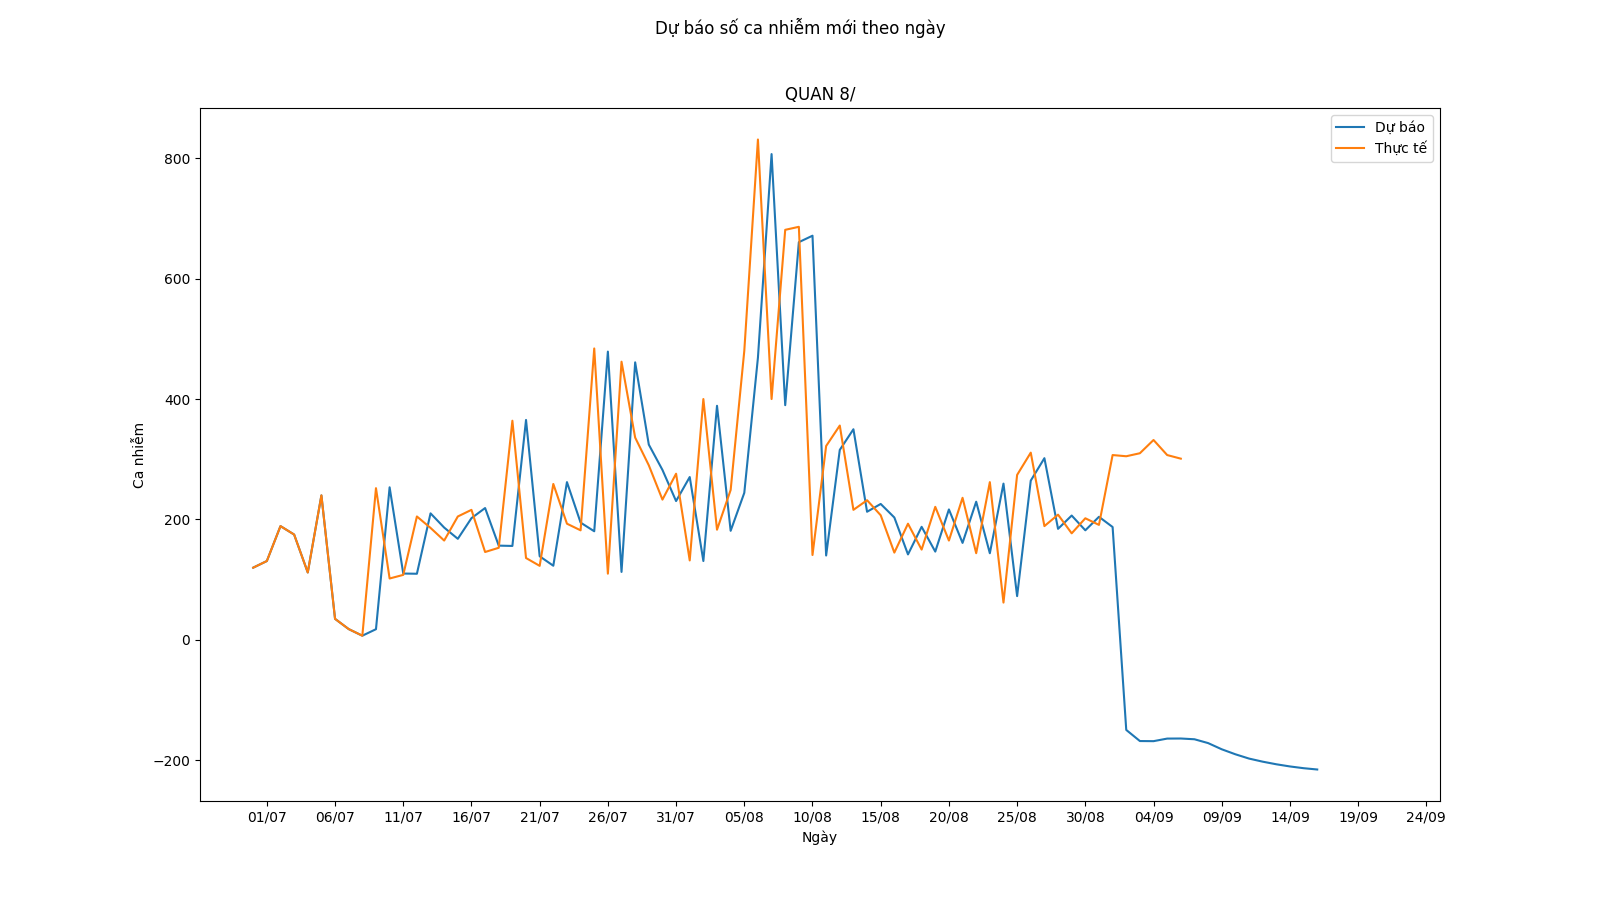 Dự báo số ca nhiễm mới theo ngày
QUAN 8/
Dự báo
Thực tế
800
600
400
200
0
−200
Ca nhiễm
01/07 06/07 11/07 16/07 21/07 26/07 31/07 05/08 10/08 15/08 20/08 25/08 30/08 04/09 09/09 14/09 19/09 24/09
Ngày